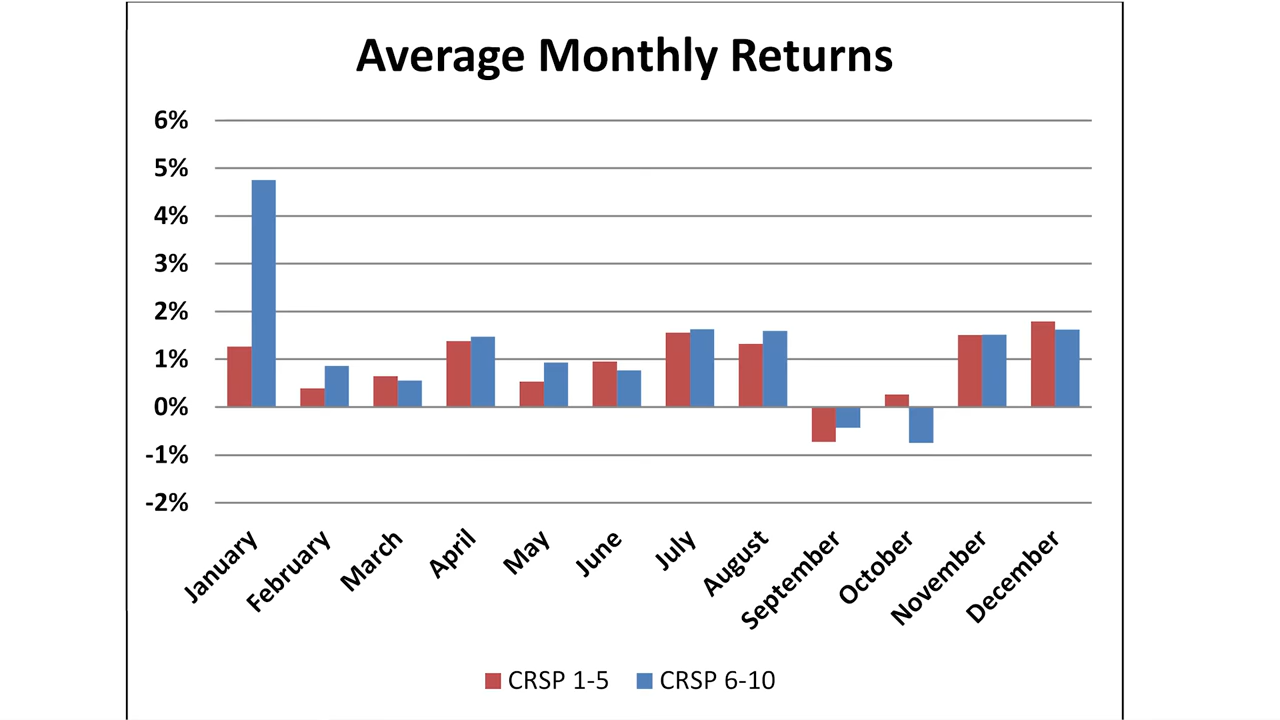 Average Monthly Returns
6%
5%
4%
3%
2%
1%
0%
-1%
-2%
January
February
March
April
May
June
July
August
September
October
November
December
CRSP 1-5
CRSP 6-10